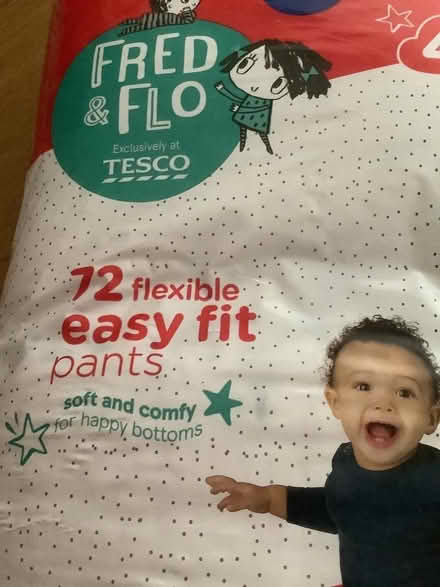 FRED
& FLO
Exclusively at
TESCO
72 flexible
easy fit
pants
soft and comfy
for happy bottoms